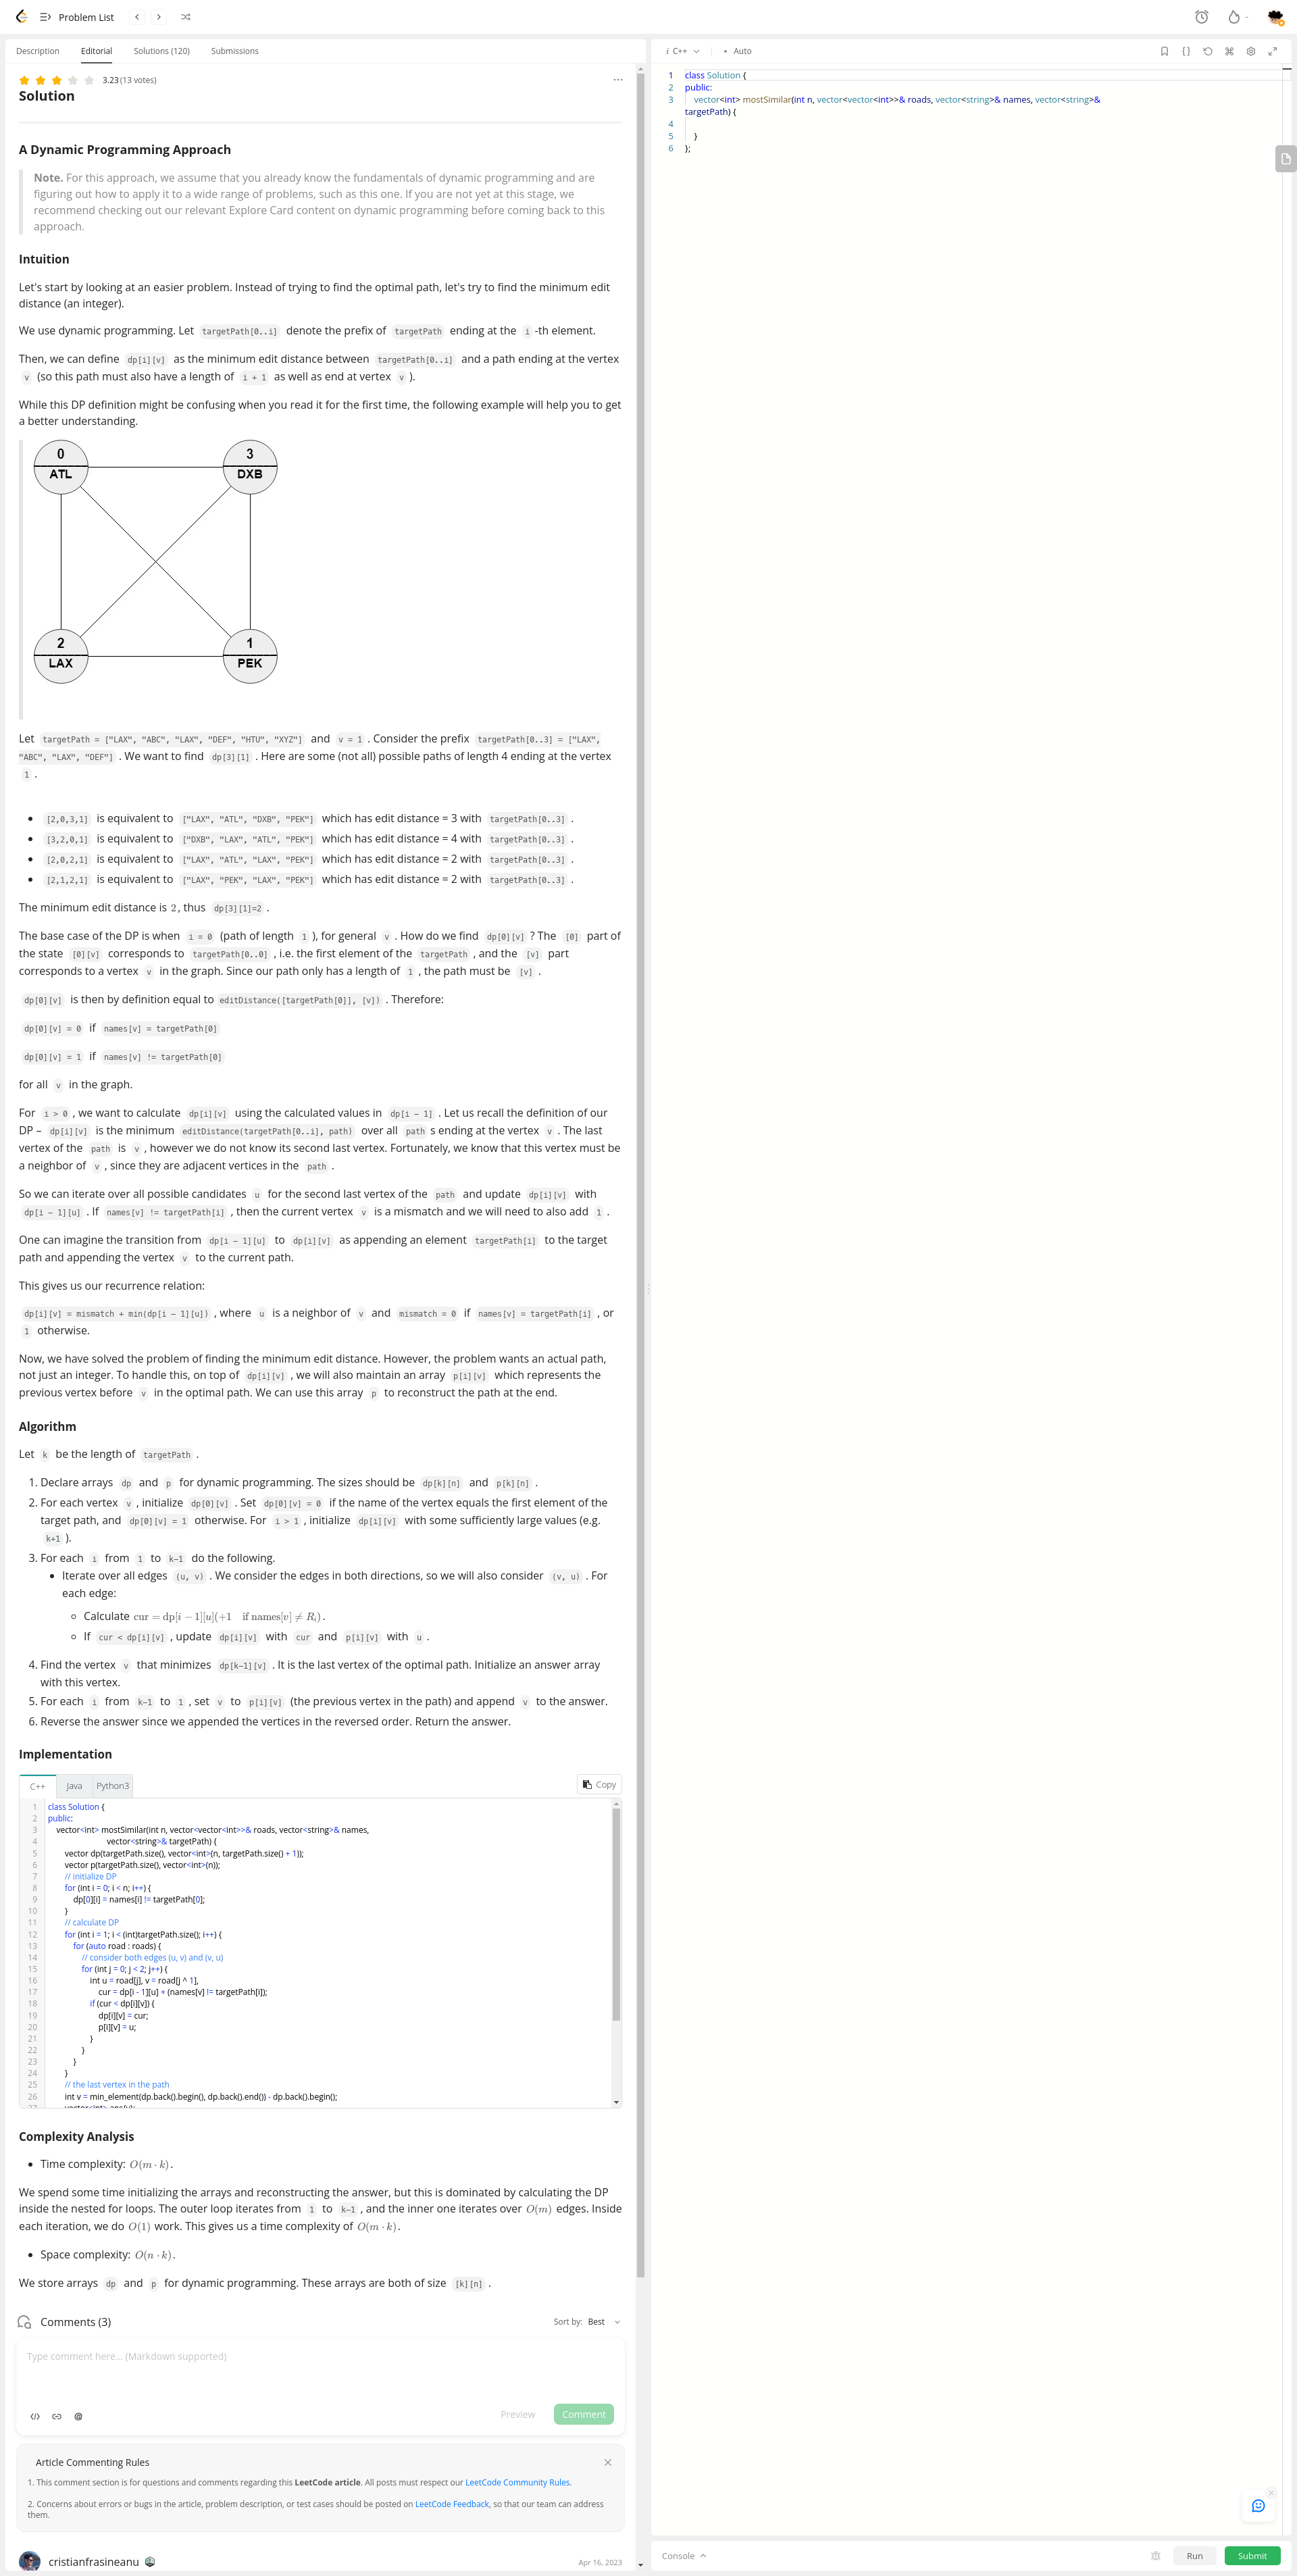 Problem List
Description Editorial Solutions (120) Submissions
3.23 (13 votes)
Solution
A Dynamic Programming Approach
Note. For this approach, we assume that you already know the fundamentals of dynamic programming and are
figuring out how to apply it to a wide range of problems, such as this one. If you are not yet at this stage, we
recommend checking out our relevant Explore Card content on dynamic programming before coming back to this
approach.
Intuition
Let's start by looking at an easier problem. Instead of trying to find the optimal path, let's try to find the minimum edit
distance (an integer).
We use dynamic programming. Let targetPath[0..i] denote the prefix of targetPath ending at the i -th element.
Then, we can define dp[i][v] as the minimum edit distance between targetPath[0..i] and a path ending at the vertex
v (so this path must also have a length of i + 1 as well as end at vertex v ).
While this DP definition might be confusing when you read it for the first time, the following example will help you to get
a better understanding.
0 3
ATL DXB
2 1
LAX PEK
Let targetPath = ["LAX", "ABC", "LAX", "DEF", "HTU", "XYZ"] and v = 1 . Consider the prefix targetPath[0..3] = ["LAX",
"ABC", "LAX", "DEF"] . We want to find dp[3][1] . Here are some (not all) possible paths of length 4 ending at the vertex
1 .
• [2,0,3,1] is equivalent to ["LAX", "ATL", "DXB", "PEK"] which has edit distance = 3 with targetPath[0..3] .
• [3,2,0,1] is equivalent to ["DXB", "LAX", "ATL", "PEK"] which has edit distance = 4 with targetPath[0..3] .
• [2,0,2,1] is equivalent to ["LAX", "ATL", "LAX", "PEK"] which has edit distance = 2 with targetPath[0..3] .
• [2,1,2,1] is equivalent to ["LAX", "PEK", "LAX", "PEK"] which has edit distance = 2 with targetPath[0..3] .
The minimum edit distance is 2, thus dp[3][1]=2 .
The base case of the DP is when i = 0 (path of length 1 ), for general v . How do we find dp[0][v] ? The [0] part of
the state [0][v] corresponds to targetPath[0..0] , i.e. the first element of the targetPath , and the [v] part
corresponds to a vertex v in the graph. Since our path only has a length of 1 , the path must be [v] .
dp[0][v] is then by definition equal to editDistance([targetPath[0]], [v]) . Therefore:
dp[0][v] = 0 if names[v] = targetPath[0]
dp[0][v] = 1 if names[v] != targetPath[0]
for all v in the graph.
For i > 0 , we want to calculate dp[i][v] using the calculated values in dp[i − 1] . Let us recall the definition of our
DP – dp[i][v] is the minimum editDistance(targetPath[0..i], path) over all path s ending at the vertex v . The last
vertex of the path is v , however we do not know its second last vertex. Fortunately, we know that this vertex must be
a neighbor of v , since they are adjacent vertices in the path .
So we can iterate over all possible candidates u for the second last vertex of the path and update dp[i][v] with
dp[i − 1][u] . If names[v] != targetPath[i] , then the current vertex v is a mismatch and we will need to also add 1 .
One can imagine the transition from dp[i − 1][u] to dp[i][v] as appending an element targetPath[i] to the target
path and appending the vertex v to the current path.
This gives us our recurrence relation:
dp[i][v] = mismatch + min(dp[i − 1][u]) , where u is a neighbor of v and mismatch = 0 if names[v] = targetPath[i] , or
1 otherwise.
Now, we have solved the problem of finding the minimum edit distance. However, the problem wants an actual path,
not just an integer. To handle this, on top of dp[i][v] , we will also maintain an array p[i][v] which represents the
previous vertex before v in the optimal path. We can use this array p to reconstruct the path at the end.
Algorithm
Let k be the length of targetPath .
1. Declare arrays dp and p for dynamic programming. The sizes should be dp[k][n] and p[k][n] .
2. For each vertex v , initialize dp[0][v] . Set dp[0][v] = 0 if the name of the vertex equals the first element of the
target path, and dp[0][v] = 1 otherwise. For i > 1 , initialize dp[i][v] with some sufficiently large values (e.g.
k+1 ).
3. For each i from 1 to k−1 do the following.
• Iterate over all edges (u, v) . We consider the edges in both directions, so we will also consider (v, u) . For
each edge:
◦ Calculate cur = dp[i − 1][u](+1 if names[v] ≠ R_i).
◦ If cur < dp[i][v] , update dp[i][v] with cur and p[i][v] with u .
4. Find the vertex v that minimizes dp[k−1][v] . It is the last vertex of the optimal path. Initialize an answer array
with this vertex.
5. For each i from k−1 to 1 , set v to p[i][v] (the previous vertex in the path) and append v to the answer.
6. Reverse the answer since we appended the vertices in the reversed order. Return the answer.
Implementation
C++ Java Python3 Copy
1 class Solution {
2 public:
3 vector<int> mostSimilar(int n, vector<vector<int>>& roads, vector<string>& names,
4 vector<string>& targetPath) {
5 vector dp(targetPath.size(), vector<int>(n, targetPath.size() + 1));
6 vector p(targetPath.size(), vector<int>(n));
7 // initialize DP
8 for (int i = 0; i < n; i++) {
9 dp[0][i] = names[i] != targetPath[0];
10 }
11 // calculate DP
12 for (int i = 1; i < (int)targetPath.size(); i++) {
13 for (auto road : roads) {
14 // consider both edges (u, v) and (v, u)
15 for (int j = 0; j < 2; j++) {
16 int u = road[j], v = road[j ^ 1],
17 cur = dp[i - 1][u] + (names[v] != targetPath[i]);
18 if (cur < dp[i][v]) {
19 dp[i][v] = cur;
20 p[i][v] = u;
21 }
22 }
23 }
24 }
25 // the last vertex in the path
26 int v = min_element(dp.back().begin(), dp.back().end()) - dp.back().begin();
Complexity Analysis
• Time complexity: O(m · k).
We spend some time initializing the arrays and reconstructing the answer, but this is dominated by calculating the DP
inside the nested for loops. The outer loop iterates from 1 to k−1 , and the inner one iterates over O(m) edges. Inside
each iteration, we do O(1) work. This gives us a time complexity of O(m · k).
• Space complexity: O(n · k).
We store arrays dp and p for dynamic programming. These arrays are both of size [k][n] .
Comments (3) Sort by: Best
Type comment here... (Markdown supported)
Preview Comment
Article Commenting Rules
1. This comment section is for questions and comments regarding this LeetCode article. All posts must respect our LeetCode Community Rules.
2. Concerns about errors or bugs in the article, problem description, or test cases should be posted on LeetCode Feedback, so that our team can address
them.
cristianfrasineanu Apr 16, 2023
i C++ • Auto
1 class Solution {
2 public:
3 vector<int> mostSimilar(int n, vector<vector<int>>& roads, vector<string>& names, vector<string>&
targetPath) {
4
5 }
6 };
Console Run Submit